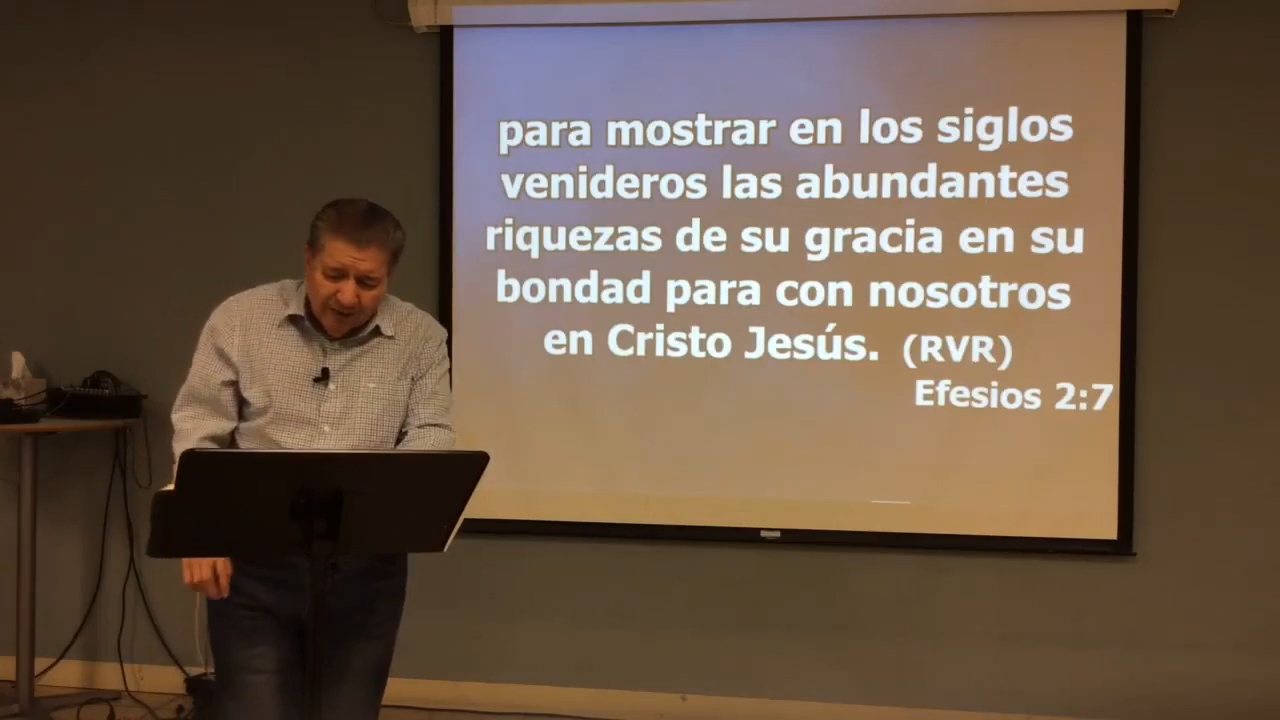 para mostrar en los siglos
venideros las abundantes
riquezas de su gracia en su
bondad para con nosotros
en Cristo Jesús. (RVR)
Efesios 2:7